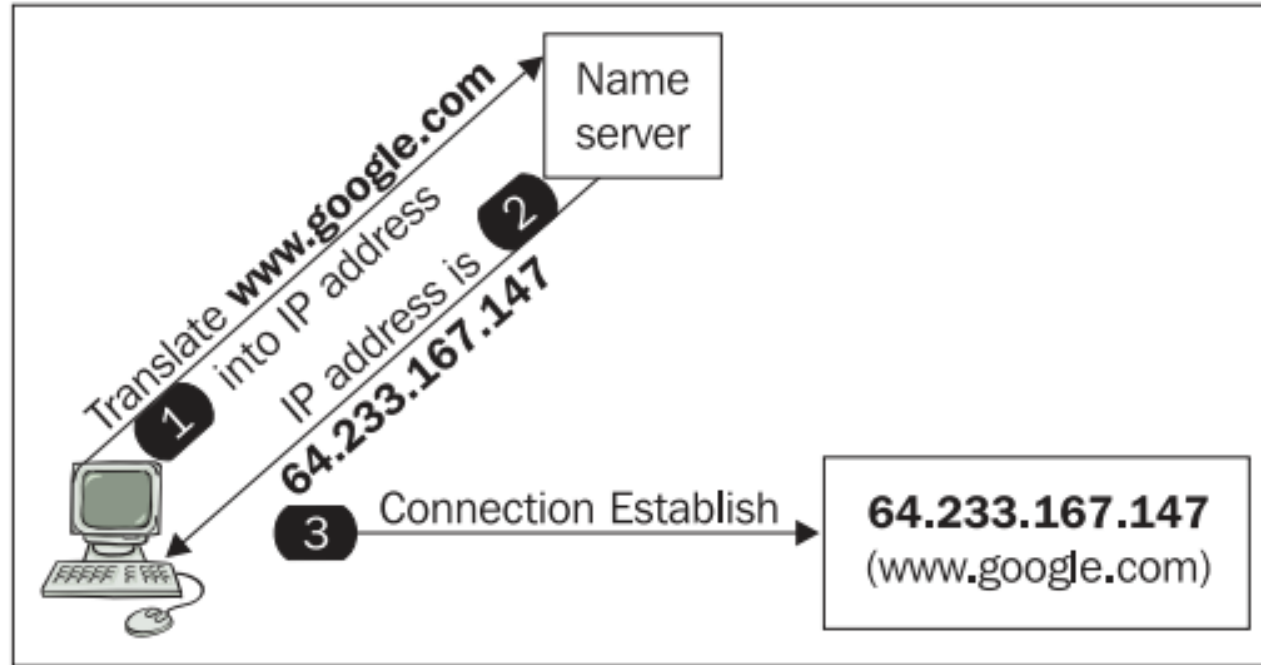 Name
server
Translate www.google.com
1
into IP address
2
IP address is
64.233.167.147
3
Connection Establish
64.233.167.147
(www.google.com)